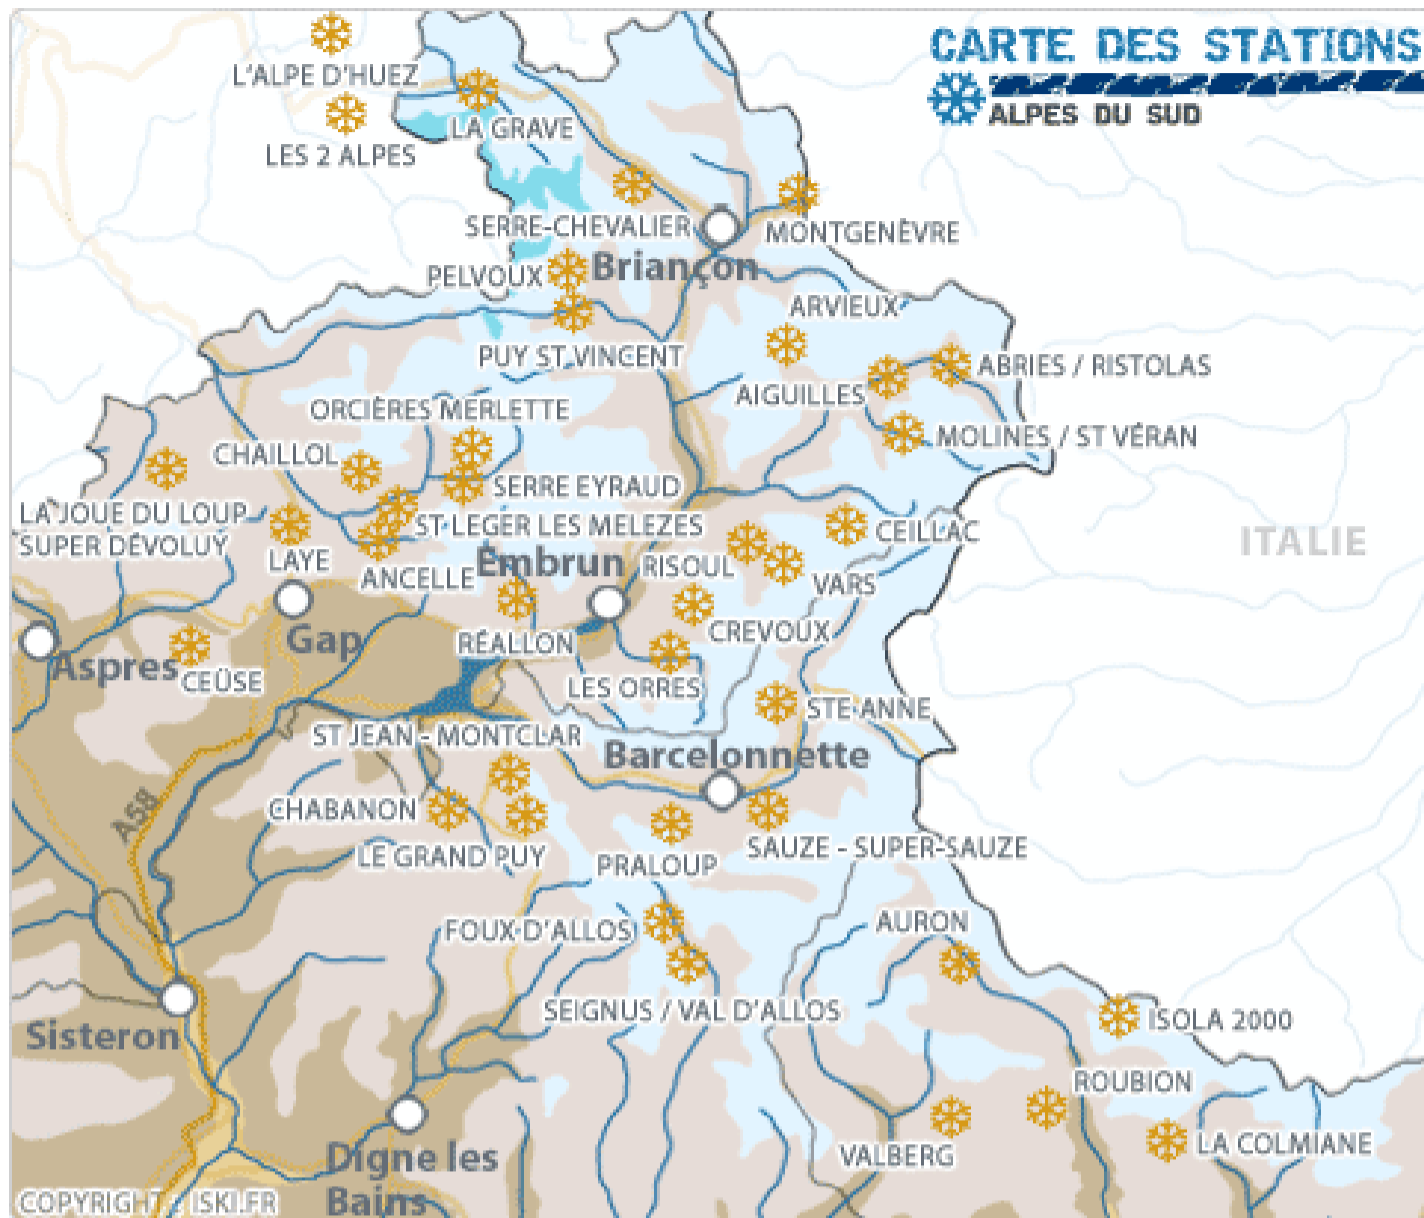 CARTE DES STATIONS
ALPES DU SUD
L'ALPE D'HUEZ
LES 2 ALPES
LA GRAVE
SERRE-CHEVALIER
MONTGENÈVRE
PELVOUX
Briançon
ARVIEUX
PUY ST VINCENT
ABRIES / RISTOLAS
AIGUILLES
ORCIÈRES MERLETTE
MOLINES / ST VÉRAN
CHAILLOL
SERRE EYRAUD
LA JOUE DU LOUP
SUPER DÉVOLUY
ST LEGER LES MELEZES
CEILLAC
ITALIE
LAYE
ANCELLE
Embrun
RISOUL
VARS
Gap
RÉALLON
CREVOUX
Aspres
CEÜSE
LES ORRES
STE ANNE
ST JEAN - MONTCLAR
Barcelonnette
A58
CHABANON
LE GRAND PUY
PRALOUP
SAUZE - SUPER-SAUZE
FOUX D'ALLOS
AURON
SEIGNUS / VAL D'ALLOS
ISOLA 2000
Sisteron
ROUBION
VALBERG
LA COLMIANE
Digne les
Bains
COPYRIGHT : ISKI.FR